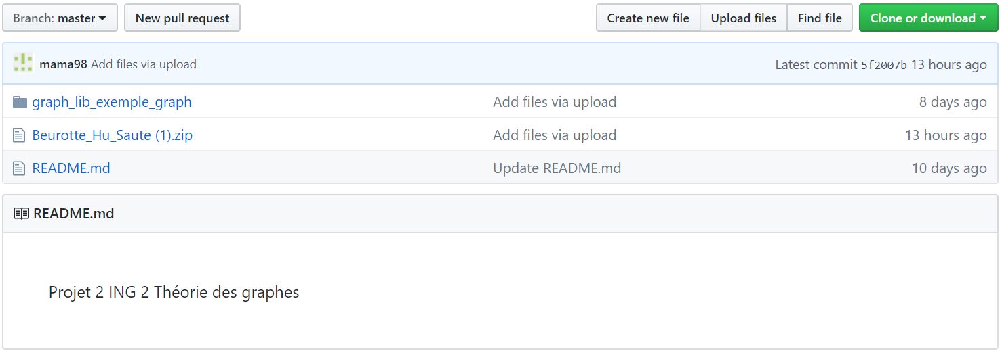 Branch: master New pull request Create new file Upload files Find file Clone or download
mama98 Add files via upload Latest commit 5f2007b 13 hours ago
graph_lib_exemple_graph Add files via upload 8 days ago
Beurotte_Hu_Saute (1).zip Add files via upload 13 hours ago
README.md Update README.md 10 days ago
README.md
Projet 2 ING 2 Théorie des graphes